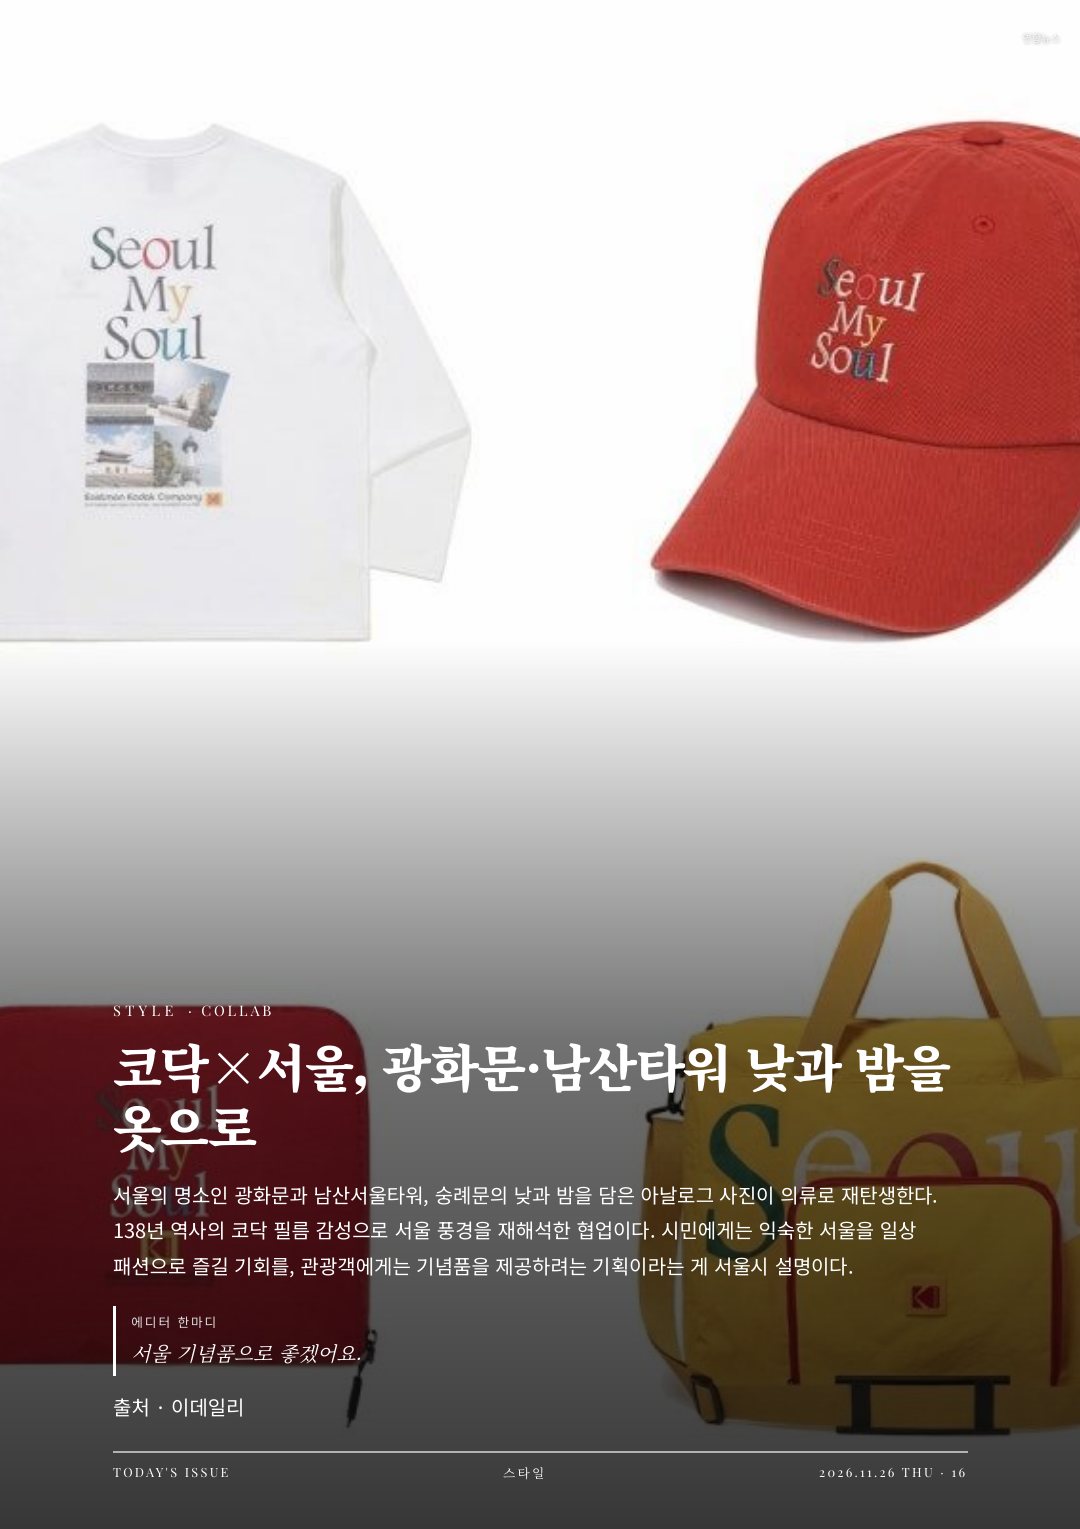 Seoul
My
Soul
Eastman Kodak Company
Seoul
My
Soul
STYLE · COLLAB
코닥×서울, 광화문·남산타워 낮과 밤을
옷으로
Seoul
My
Soul
Seou
서울의 명소인 광화문과 남산서울타워, 숭례문의 낮과 밤을 담은 아날로그 사진이 의류로 재탄생한다.
138년 역사의 코닥 필름 감성으로 서울 풍경을 재해석한 협업이다. 시민에게는 익숙한 서울을 일상
패션으로 즐길 기회를, 관광객에게는 기념품을 제공하려는 기획이라는 게 서울시 설명이다.
에디터 한마디
서울 기념품으로 좋겠어요.
출처 · 이데일리
TODAY'S ISSUE
스타일
2026.11.26 THU · 16